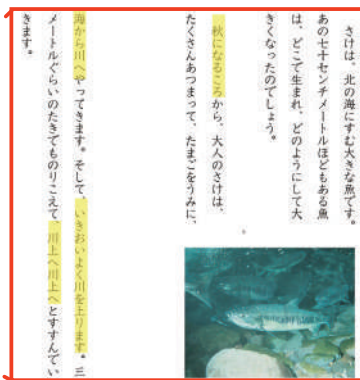 さけは、北の海にすむ大きな魚です。
あの七十センチメートルほどもある魚
は、どこで生まれ、どのようにして大
きくなったのでしょう。
秋になるころから、大人のさけは、
たくさんあつまって、たまごをうみに、
海から川へやってきます。そして、いきおいよく川を上ります。三
メートルぐらいのたきでものりこえて、川上へ川上へとすすんでい
きます。